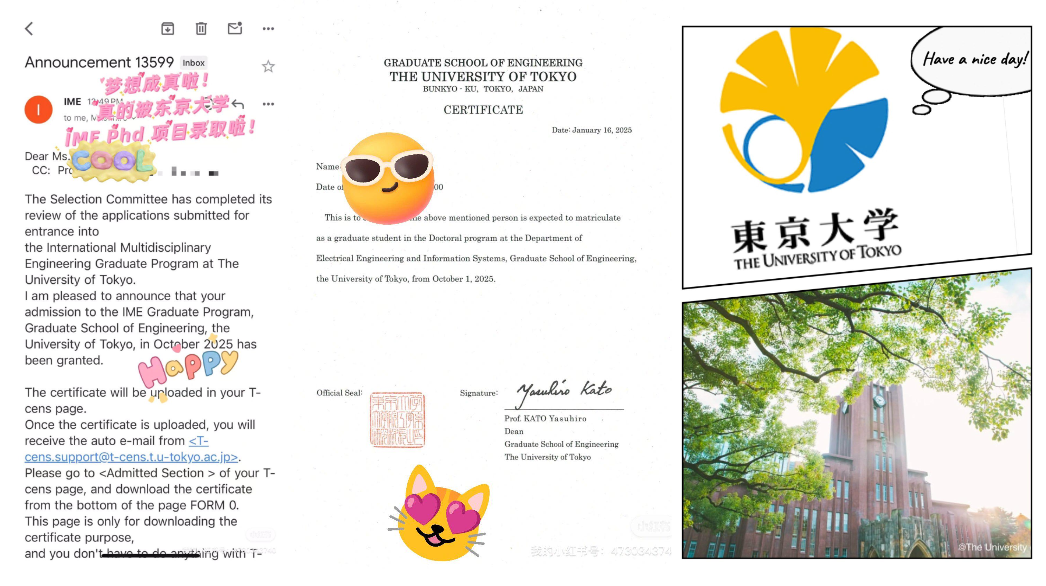 Announcement 13599
Inbox
梦想成真啦!
真的被东京大学
iME Phd 项目录取啦!
I
IME
to me,
COOL
Dear Ms.
CC:
The Selection Committee has completed its
review of the applications submitted for
entrance into
the International Multidisciplinary
Engineering Graduate Program at The
University of Tokyo.
I am pleased to announce that your
admission to the IME Graduate Program,
Graduate School of Engineering, the
University of Tokyo, in October 2025 has
been granted.
Happy
The certificate will be uploaded in your T-
cens page.
Once the certificate is uploaded, you will
receive the auto e-mail from <T-
cens.support@t-cens.t.u-tokyo.ac.jp>.
Please go to <Admitted Section > of your T-
cens page, and download the certificate
from the bottom of the page FORM 0.
This page is only for downloading the
certificate purpose,
and you don't have to do anything with T-
GRADUATE SCHOOL OF ENGINEERING
THE UNIVERSITY OF TOKYO
BUNKYO - KU, TOKYO, JAPAN
CERTIFICATE
Date: January 16, 2025
Name
Date of 00
This is to above mentioned person is expected to matriculate
as a graduate student in the Doctoral program at the Department of
Electrical Engineering and Information Systems, Graduate School of Engineering,
the University of Tokyo, from October 1, 2025.
Official Seal:
Signature:
Yasuhiro Kato
Prof. KATO Yasuhiro
Dean
Graduate School of Engineering
The University of Tokyo
小红书
我的小红书号: 473034374
Have a nice day!
東京大学
THE UNIVERSITY OF TOKYO
©The University